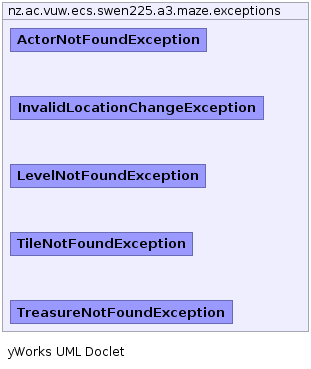 nz.ac.vuw.ecs.swen225.a3.maze.exceptions
ActorNotFoundException
InvalidLocationChangeException
LevelNotFoundException
TileNotFoundException
TreasureNotFoundException
yWorks UML Doclet